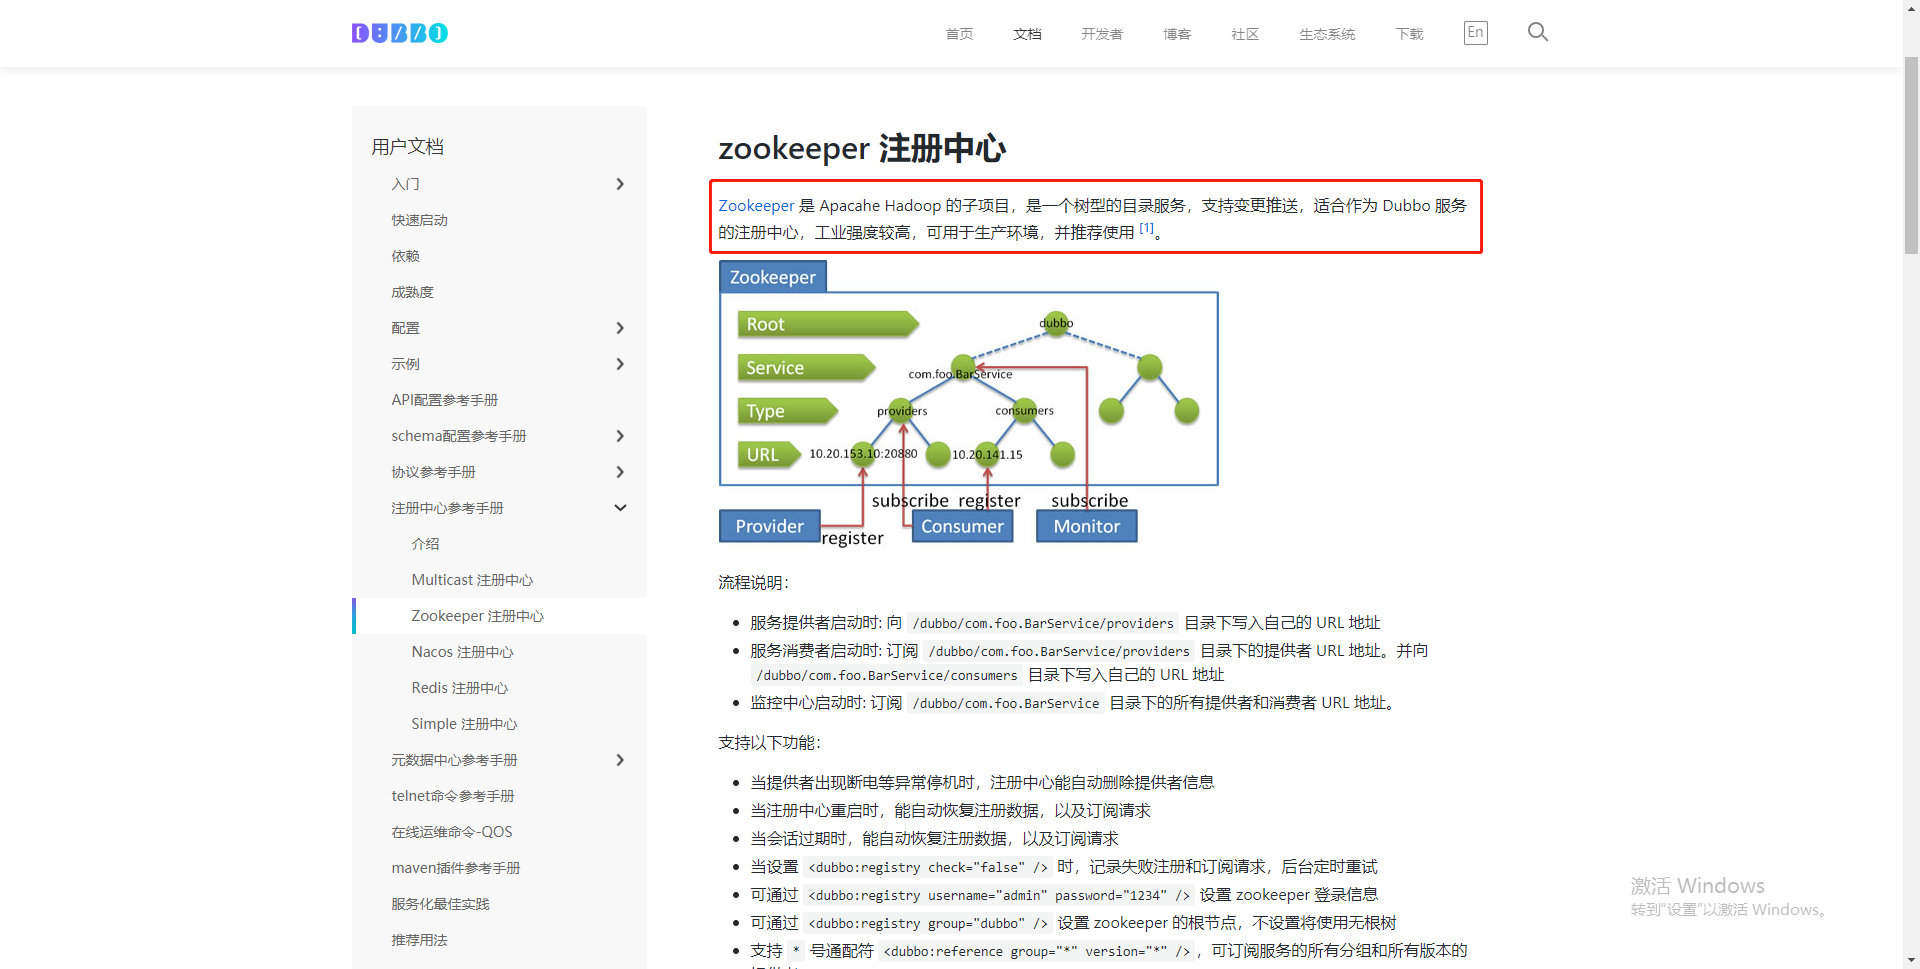 DUBBO
首页 文档 开发者 博客 社区 生态系统 下载 En
用户文档
入门
快速启动
依赖
成熟度
配置
示例
API配置参考手册
schema配置参考手册
协议参考手册
注册中心参考手册
介绍
Multicast 注册中心
Zookeeper 注册中心
Nacos 注册中心
Redis 注册中心
Simple 注册中心
元数据中心参考手册
telnet命令参考手册
在线运维命令-QOS
maven插件参考手册
服务化最佳实践
推荐用法
zookeeper 注册中心
Zookeeper 是 Apacahe Hadoop 的子项目，是一个树型的目录服务，支持变更推送，适合作为 Dubbo 服务
的注册中心，工业强度较高，可用于生产环境，并推荐使用 [1]。
Zookeeper
Root
dubbo
Service
com.foo.BarService
Type
providers
consumers
URL
10.20.153.10:20880
10.20.141.15
subscribe register subscribe
Provider
Consumer
Monitor
register
流程说明：
服务提供者启动时: 向 /dubbo/com.foo.BarService/providers 目录下写入自己的 URL 地址
服务消费者启动时: 订阅 /dubbo/com.foo.BarService/providers 目录下的提供者 URL 地址。并向
/dubbo/com.foo.BarService/consumers 目录下写入自己的 URL 地址
监控中心启动时: 订阅 /dubbo/com.foo.BarService 目录下的所有提供者和消费者 URL 地址。
支持以下功能：
当提供者出现断电等异常停机时，注册中心能自动删除提供者信息
当注册中心重启时，能自动恢复注册数据，以及订阅请求
当会话过期时，能自动恢复注册数据，以及订阅请求
当设置 <dubbo:registry check="false" /> 时，记录失败注册和订阅请求，后台定时重试
可通过 <dubbo:registry username="admin" password="1234" /> 设置 zookeeper 登录信息
可通过 <dubbo:registry group="dubbo" /> 设置 zookeeper 的根节点，不设置将使用无根树
支持 * 号通配符 <dubbo:reference group="*" version="*" />，可订阅服务的所有分组和所有版本的
激活 Windows
转到“设置”以激活 Windows。